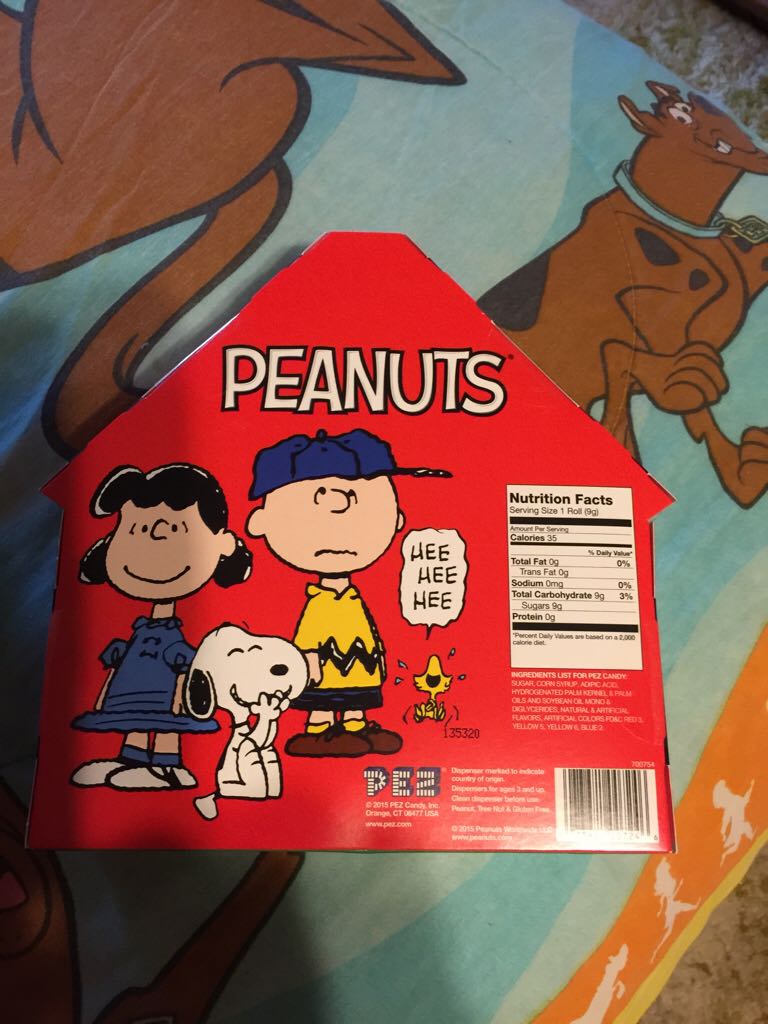 PEANUTS
HEE
HEE
HEE
135320
Nutrition Facts
Serving Size 1 Roll (9g)
Amount Per Serving
Calories 35
% Daily Value*
Total Fat 0g 0%
Trans Fat 0g
Sodium 0mg 0%
Total Carbohydrate 9g 3%
Sugars 9g
Protein 0g
*Percent Daily Values are based on a 2,000
calorie diet.
INGREDIENTS LIST FOR PEZ CANDY:
SUGAR, CORN SYRUP, ADIPIC ACID,
HYDROGENATED PALM KERNEL & PALM
OILS AND SOYBEAN OIL, MONO &
DIGLYCERIDES, NATURAL & ARTIFICIAL
FLAVORS, ARTIFICIAL COLORS FD&C RED 3,
YELLOW 5, YELLOW 6, BLUE 2
700754
PEZ
© 2015 PEZ Candy, Inc.
Orange, CT 06477 USA
www.pez.com
Dispenser marked to indicate
country of origin.
Dispensers for ages 3 and up.
Clean dispenser before use.
Peanut, Tree Nut & Gluten Free.
© 2015 Peanuts Worldwide LLC
www.peanuts.com